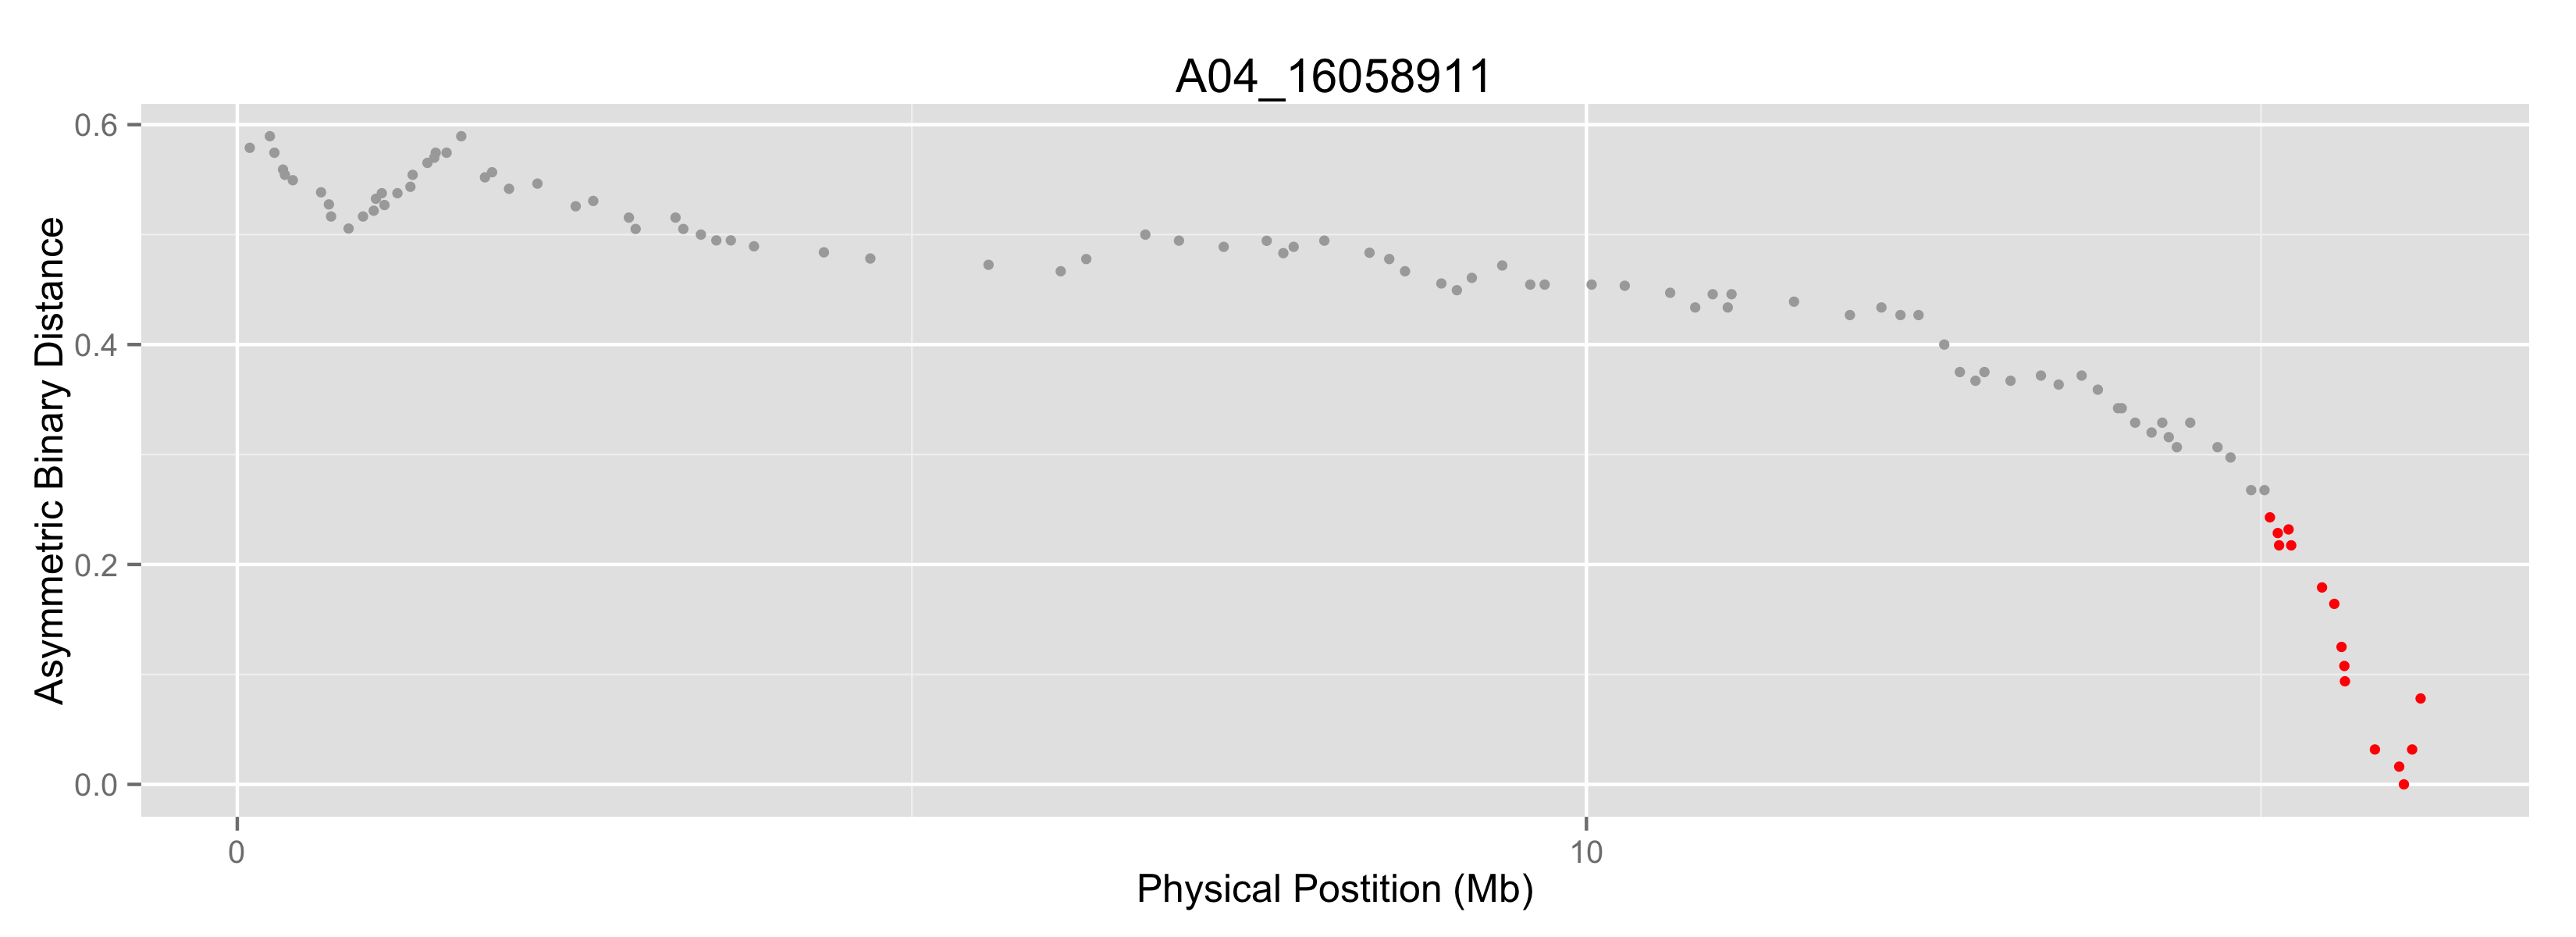 A04_16058911
0.6
0.4
0.2
0.0
Asymmetric Binary Distance
0
10
Physical Postition (Mb)